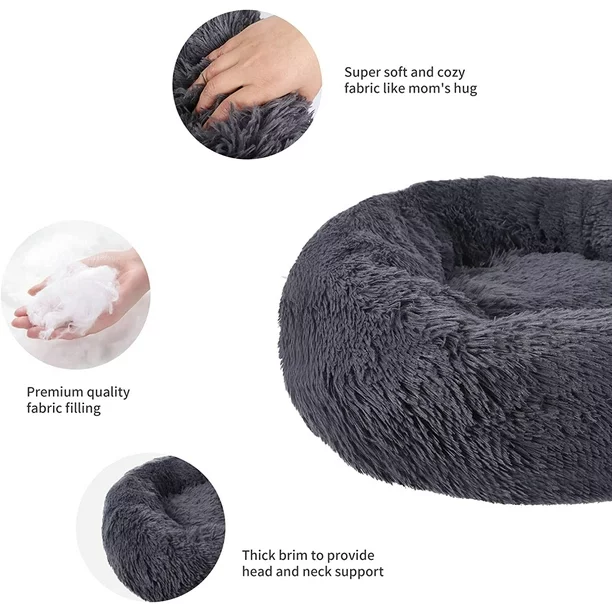 Super soft and cozy
fabric like mom's hug
Premium quality
fabric filling
Thick brim to provide
head and neck support